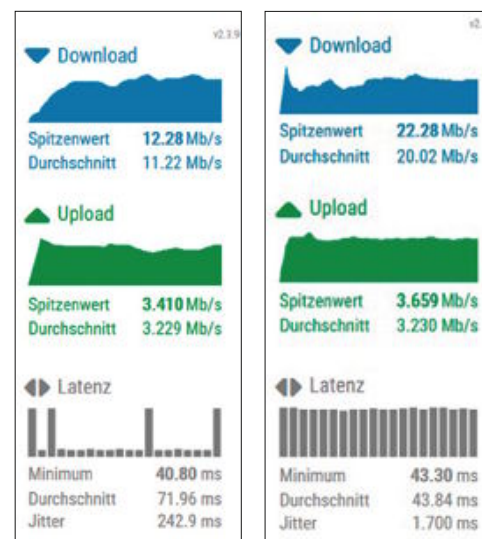 v2.3.9
Download
Spitzenwert 12.28 Mb/s
Durchschnitt 11.22 Mb/s
Upload
Spitzenwert 3.410 Mb/s
Durchschnitt 3.229 Mb/s
Latenz
Minimum 40.80 ms
Durchschnitt 71.96 ms
Jitter 242.9 ms
v2.
Download
Spitzenwert 22.28 Mb/s
Durchschnitt 20.02 Mb/s
Upload
Spitzenwert 3.659 Mb/s
Durchschnitt 3.230 Mb/s
Latenz
Minimum 43.30 ms
Durchschnitt 43.84 ms
Jitter 1.700 ms